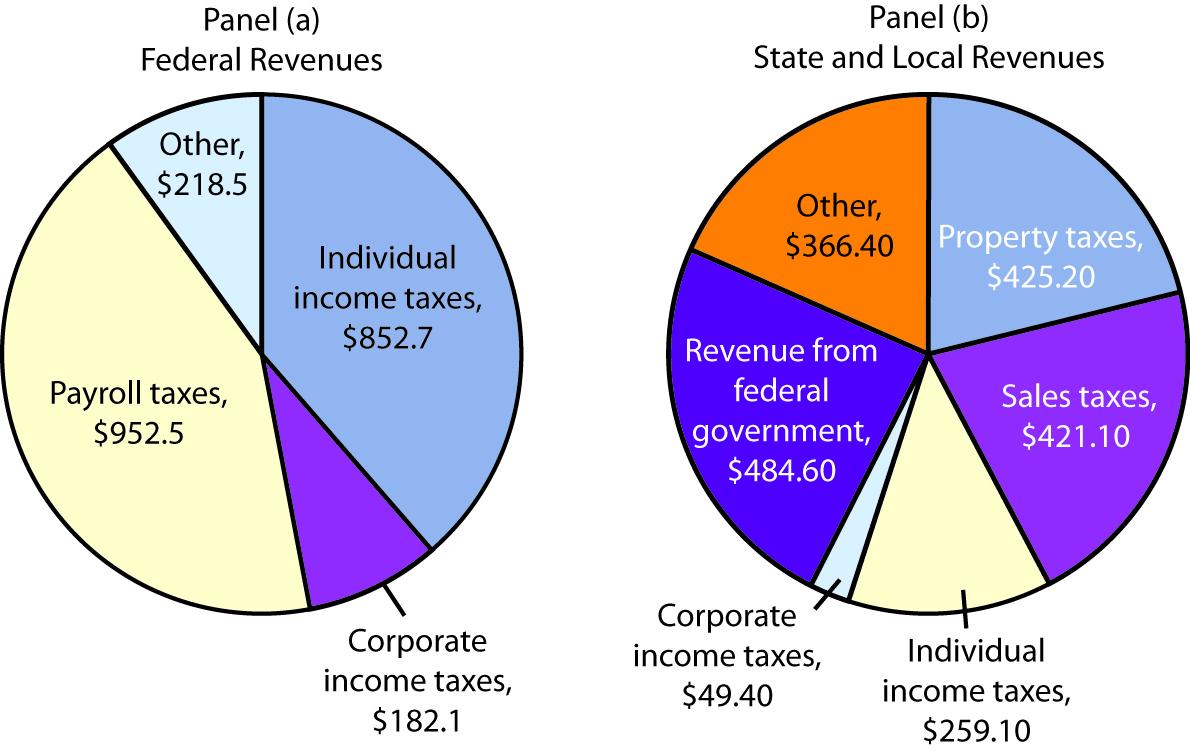 Panel (a)
Federal Revenues
Other,
$218.5
Individual
income taxes,
$852.7
Payroll taxes,
$952.5
Corporate
income taxes,
$182.1
Panel (b)
State and Local Revenues
Other,
$366.40
Property taxes,
$425.20
Revenue from
federal
government,
$484.60
Sales taxes,
$421.10
Corporate
income taxes,
$49.40
Individual
income taxes,
$259.10